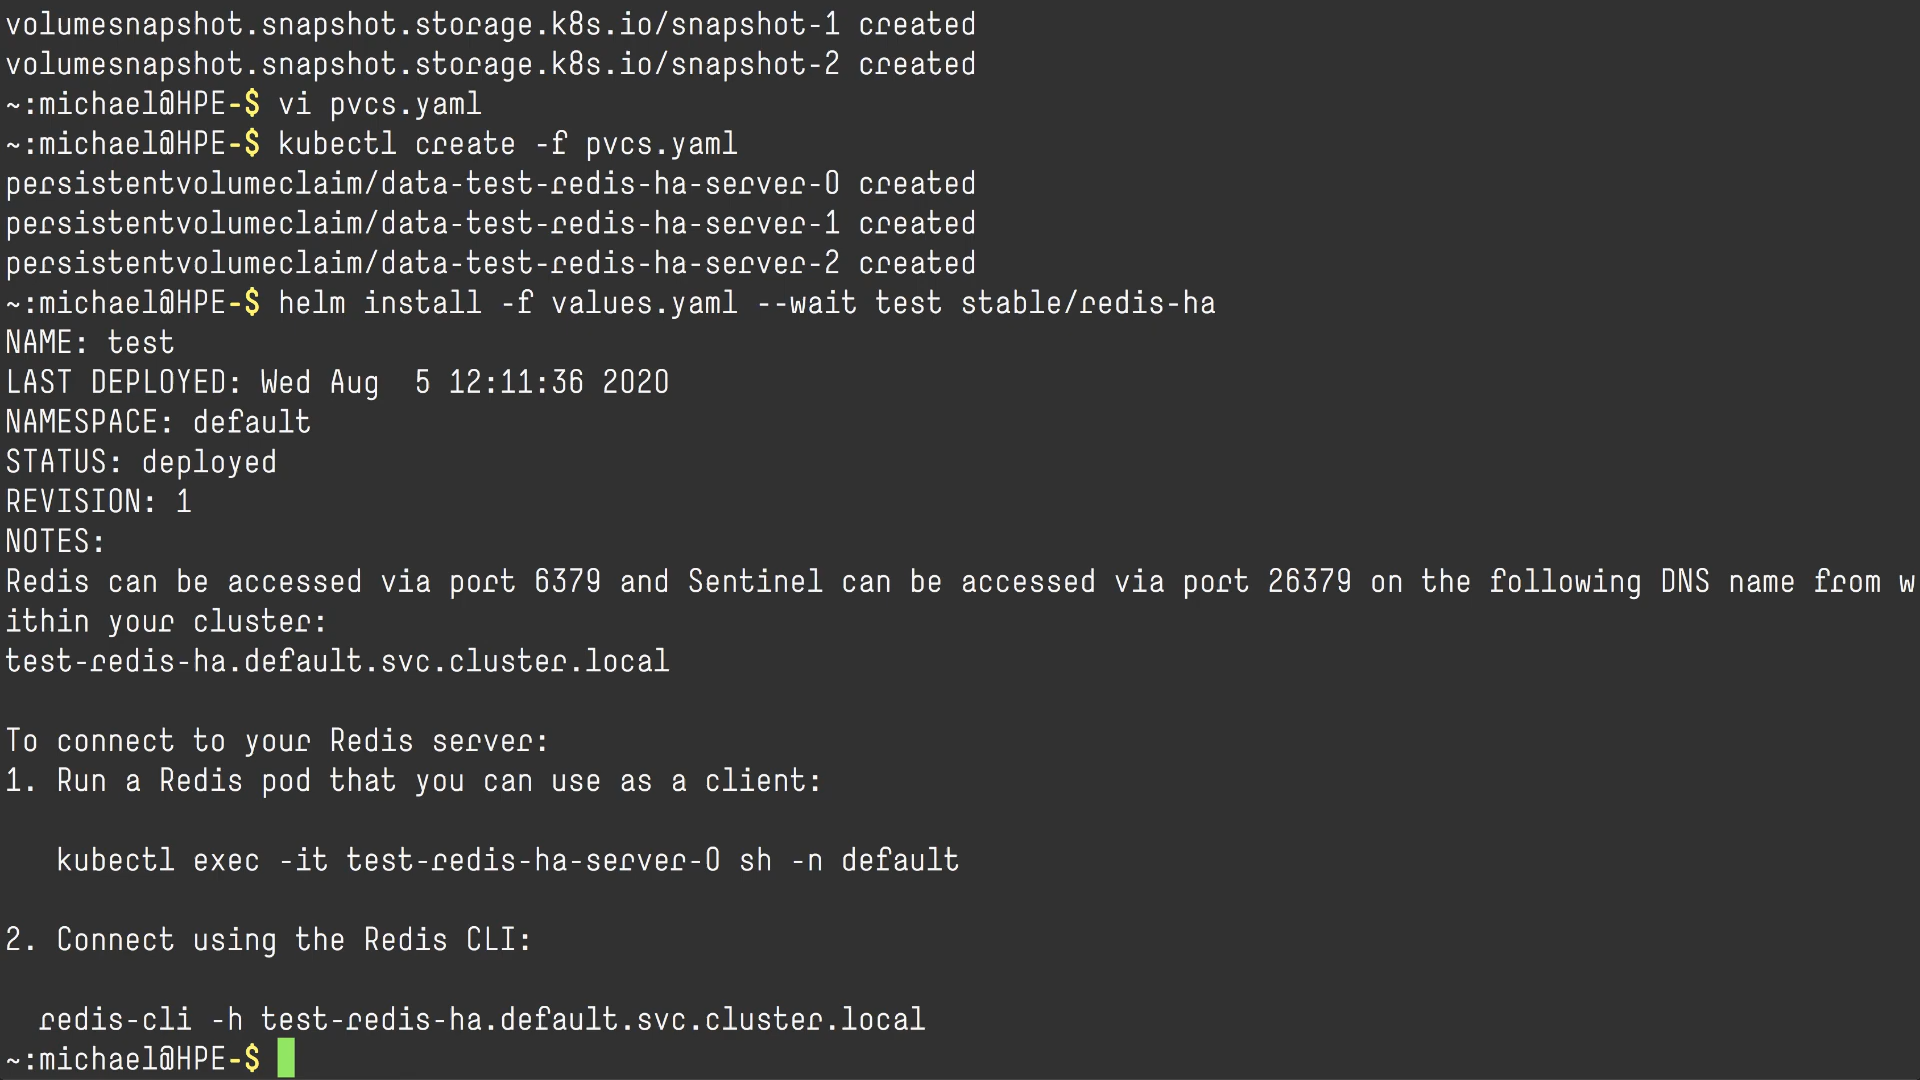 volumesnapshot.snapshot.storage.k8s.io/snapshot-1 created
volumesnapshot.snapshot.storage.k8s.io/snapshot-2 created
~:michael@HPE-$ vi pvcs.yaml
~:michael@HPE-$ kubectl create -f pvcs.yaml
persistentvolumeclaim/data-test-redis-ha-server-0 created
persistentvolumeclaim/data-test-redis-ha-server-1 created
persistentvolumeclaim/data-test-redis-ha-server-2 created
~:michael@HPE-$ helm install -f values.yaml --wait test stable/redis-ha
NAME: test
LAST DEPLOYED: Wed Aug  5 12:11:36 2020
NAMESPACE: default
STATUS: deployed
REVISION: 1
NOTES:
Redis can be accessed via port 6379 and Sentinel can be accessed via port 26379 on the following DNS name from w
ithin your cluster:
test-redis-ha.default.svc.cluster.local

To connect to your Redis server:
1. Run a Redis pod that you can use as a client:

   kubectl exec -it test-redis-ha-server-0 sh -n default

2. Connect using the Redis CLI:

  redis-cli -h test-redis-ha.default.svc.cluster.local
~:michael@HPE-$